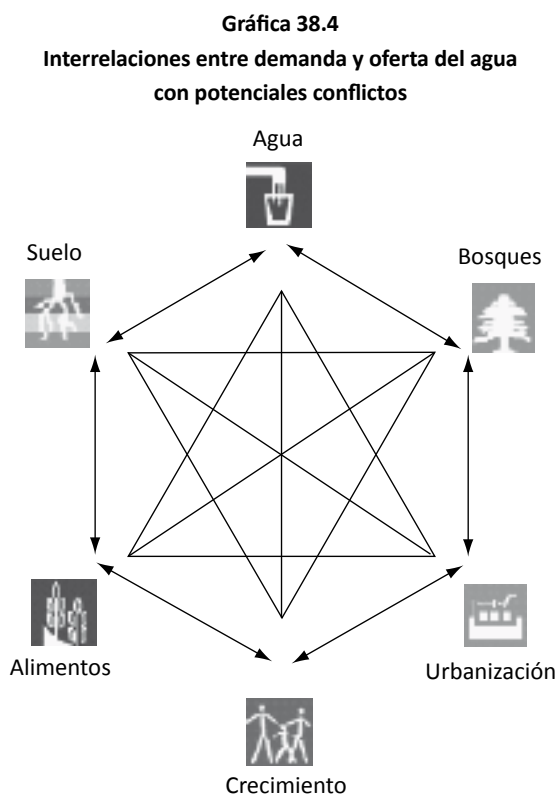 Gráfica 38.4
Interrelaciones entre demanda y oferta del agua
con potenciales conflictos
Agua
Suelo
Bosques
Alimentos
Urbanización
Crecimiento